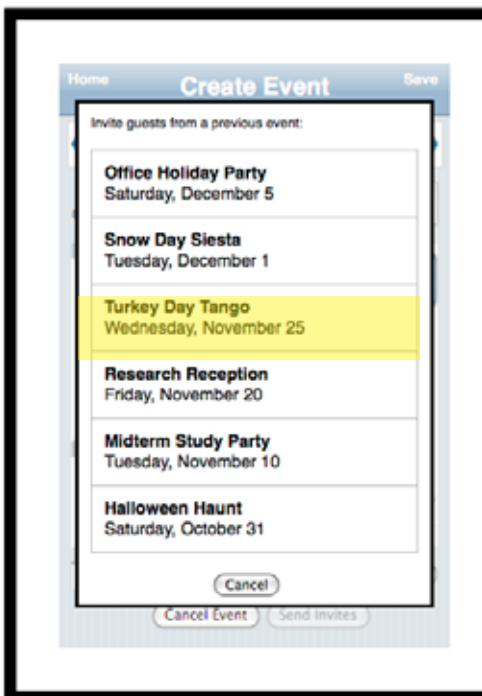 Home Create Event Save
Invite guests from a previous event:
Office Holiday Party
Saturday, December 5
Snow Day Siesta
Tuesday, December 1
Turkey Day Tango
Wednesday, November 25
Research Reception
Friday, November 20
Midterm Study Party
Tuesday, November 10
Halloween Haunt
Saturday, October 31
Cancel
Cancel Event Send Invites